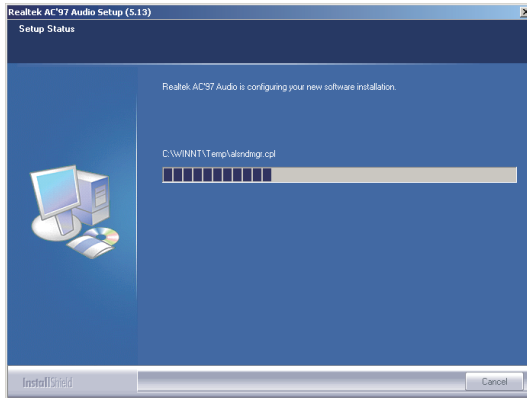 Realtek AC'97 Audio Setup (5.13)
Setup Status
Realtek AC'97 Audio is configuring your new software installation.
C:\WINNT\Temp\alsndmgr.cpl
InstallShield
Cancel